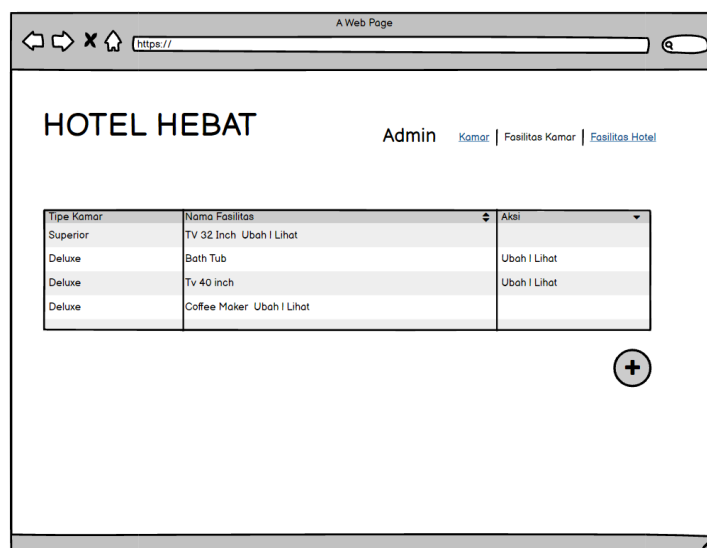 A Web Page
https://
HOTEL HEBAT
Admin Kamar | Fasilitas Kamar | Fasilitas Hotel
Tipe Kamar Nama Fasilitas Aksi
Superior TV 32 Inch Ubah | Lihat
Deluxe Bath Tub Ubah | Lihat
Deluxe Tv 40 inch Ubah | Lihat
Deluxe Coffee Maker Ubah | Lihat